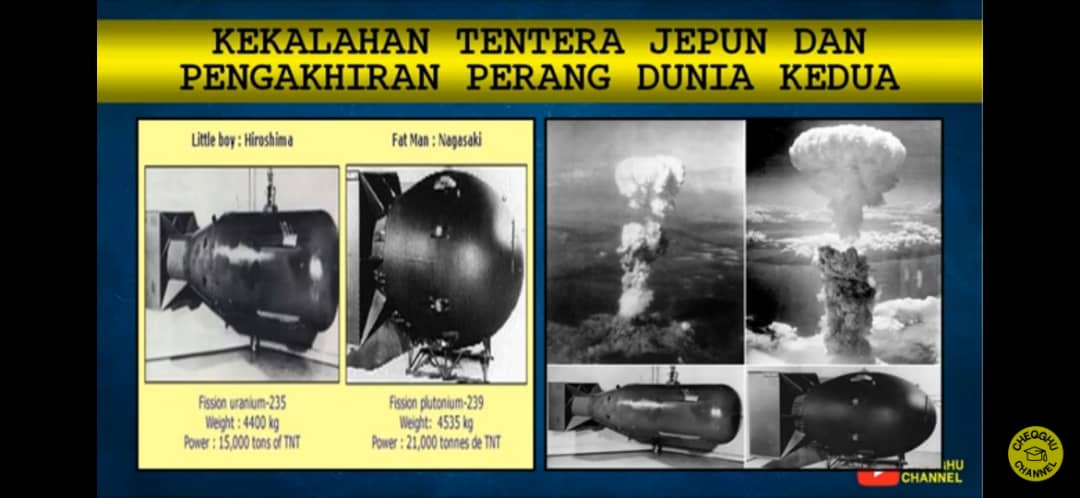 KEKALAHAN TENTERA JEPUN DAN
PENGAKHIRAN PERANG DUNIA KEDUA
Little boy : Hiroshima
Fat Man : Nagasaki
Fission uranium-235
Weight : 4400 kg
Power : 15,000 tons of TNT
Fission plutonium-239
Weight: 4535 kg
Power : 21,000 tonnes de TNT
CHEQGHU
CHANNEL
CHANNEL